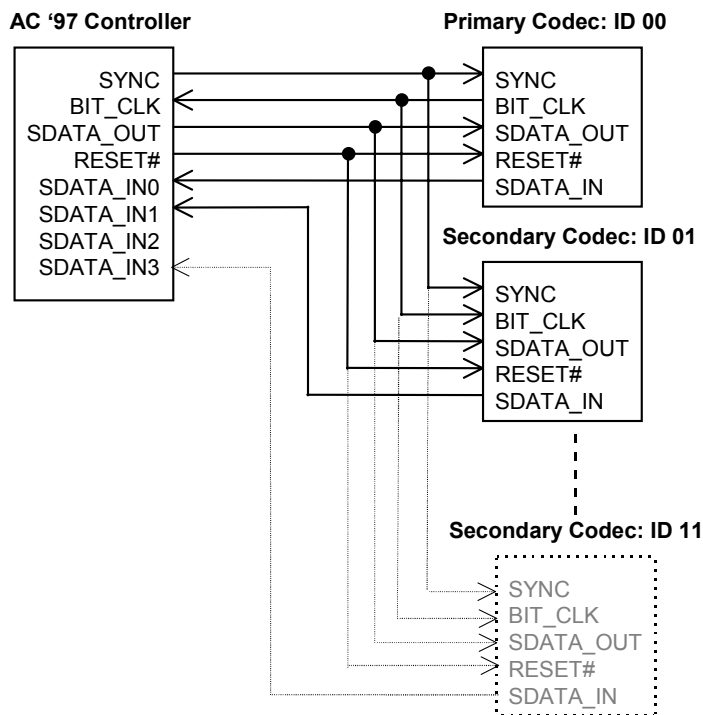 AC ‘97 Controller
SYNC
BIT_CLK
SDATA_OUT
RESET#
SDATA_IN0
SDATA_IN1
SDATA_IN2
SDATA_IN3
Primary Codec: ID 00
SYNC
BIT_CLK
SDATA_OUT
RESET#
SDATA_IN
Secondary Codec: ID 01
SYNC
BIT_CLK
SDATA_OUT
RESET#
SDATA_IN
Secondary Codec: ID 11
SYNC
BIT_CLK
SDATA_OUT
RESET#
SDATA_IN